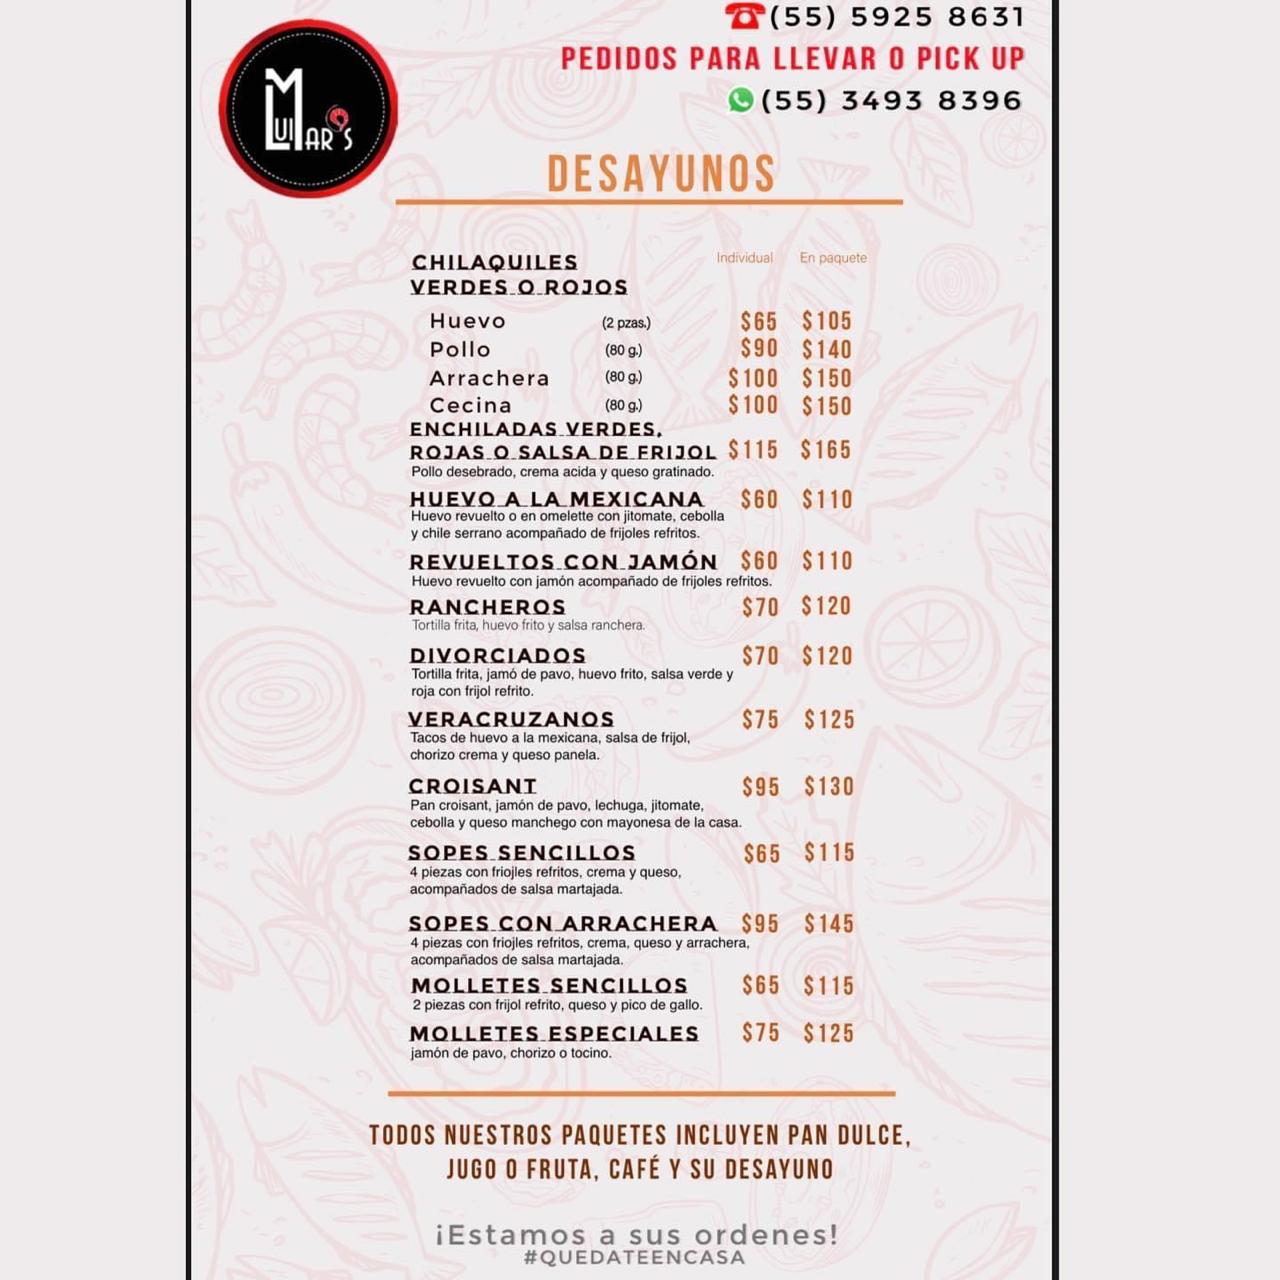 ☎(55) 5925 8631
PEDIDOS PARA LLEVAR O PICK UP
(55) 3493 8396
LUIMAR'S
DESAYUNOS
Individual En paquete
CHILAQUILES
VERDES O ROJOS
Huevo (2 pzas.) $65 $105
Pollo (80 g.) $90 $140
Arrachera (80 g.) $100 $150
Cecina (80 g.) $100 $150
ENCHILADAS VERDES,
ROJAS O SALSA DE FRIJOL $115 $165
Pollo desebrado, crema acida y queso gratinado.
HUEVO A LA MEXICANA $60 $110
Huevo revuelto o en omelette con jitomate, cebolla
y chile serrano acompañado de frijoles refritos.
REVUELTOS CON JAMÓN $60 $110
Huevo revuelto con jamón acompañado de frijoles refritos.
RANCHEROS $70 $120
Tortilla frita, huevo frito y salsa ranchera.
DIVORCIADOS $70 $120
Tortilla frita, jamó de pavo, huevo frito, salsa verde y
roja con frijol refrito.
VERACRUZANOS $75 $125
Tacos de huevo a la mexicana, salsa de frijol,
chorizo crema y queso panela.
CROISANT $95 $130
Pan croisant, jamón de pavo, lechuga, jitomate,
cebolla y queso manchego con mayonesa de la casa.
SOPES SENCILLOS $65 $115
4 piezas con friojles refritos, crema y queso,
acompañados de salsa martajada.
SOPES CON ARRACHERA $95 $145
4 piezas con friojles refritos, crema, queso y arrachera,
acompañados de salsa martajada.
MOLLETES SENCILLOS $65 $115
2 piezas con frijol refrito, queso y pico de gallo.
MOLLETES ESPECIALES $75 $125
jamón de pavo, chorizo o tocino.
TODOS NUESTROS PAQUETES INCLUYEN PAN DULCE,
JUGO O FRUTA, CAFÉ Y SU DESAYUNO
¡Estamos a sus ordenes!
#QUEDATEENCASA